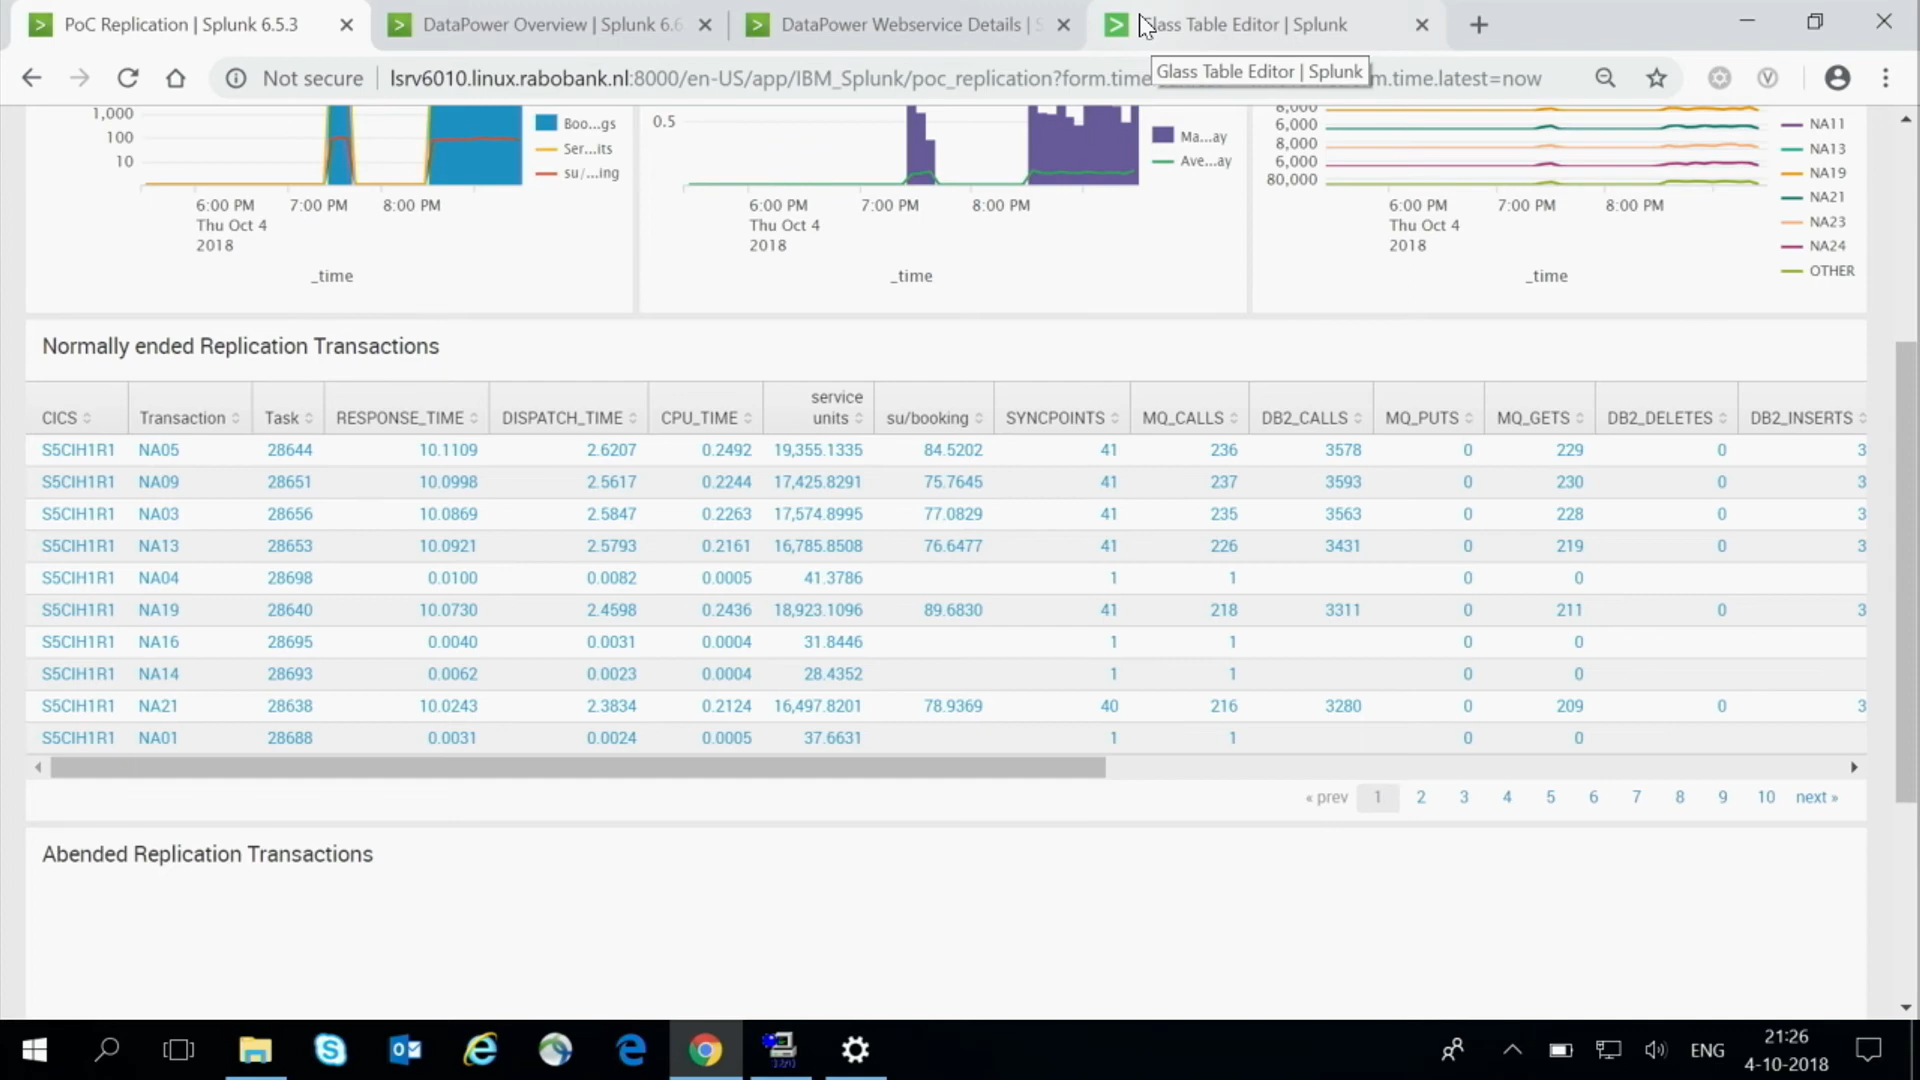 PoC Replication | Splunk 6.5.3
DataPower Overview | Splunk 6.6
DataPower Webservice Details | S
lass Table Editor | Splunk
Not secure
lsrv6010.linux.rabobank.nl:8000/en-US/app/IBM_Splunk/poc_replication?form.time
m.time.latest=now
Glass Table Editor | Splunk
1,000
100
10
Boo...gs
Ser...its
su/...ing
6:00 PM 7:00 PM 8:00 PM
Thu Oct 4
2018
_time
0.5
Ma...ay
Ave...ay
6:00 PM 7:00 PM 8:00 PM
Thu Oct 4
2018
_time
8,000
6,000
8,000
6,000
80,000
NA11
NA13
NA19
NA21
NA23
NA24
OTHER
6:00 PM 7:00 PM 8:00 PM
Thu Oct 4
2018
_time
Normally ended Replication Transactions
CICS Transaction Task RESPONSE_TIME DISPATCH_TIME CPU_TIME service units su/booking SYNCPOINTS MQ_CALLS DB2_CALLS MQ_PUTS MQ_GETS DB2_DELETES DB2_INSERTS
S5CIH1R1 NA05 28644 10.1109 2.6207 0.2492 19,355.1335 84.5202 41 236 3578 0 229 0 3
S5CIH1R1 NA09 28651 10.0998 2.5617 0.2244 17,425.8291 75.7645 41 237 3593 0 230 0 3
S5CIH1R1 NA03 28656 10.0869 2.5847 0.2263 17,574.8995 77.0829 41 235 3563 0 228 0 3
S5CIH1R1 NA13 28653 10.0921 2.5793 0.2161 16,785.8508 76.6477 41 226 3431 0 219 0 3
S5CIH1R1 NA04 28698 0.0100 0.0082 0.0005 41.3786 1 1 0 0
S5CIH1R1 NA19 28640 10.0730 2.4598 0.2436 18,923.1096 89.6830 41 218 3311 0 211 0 3
S5CIH1R1 NA16 28695 0.0040 0.0031 0.0004 31.8446 1 1 0 0
S5CIH1R1 NA14 28693 0.0062 0.0023 0.0004 28.4352 1 1 0 0
S5CIH1R1 NA21 28638 10.0243 2.3834 0.2124 16,497.8201 78.9369 40 216 3280 0 209 0 3
S5CIH1R1 NA01 28688 0.0031 0.0024 0.0005 37.6631 1 1 0 0
« prev 1 2 3 4 5 6 7 8 9 10 next »
Abended Replication Transactions
ENG
21:26
4-10-2018